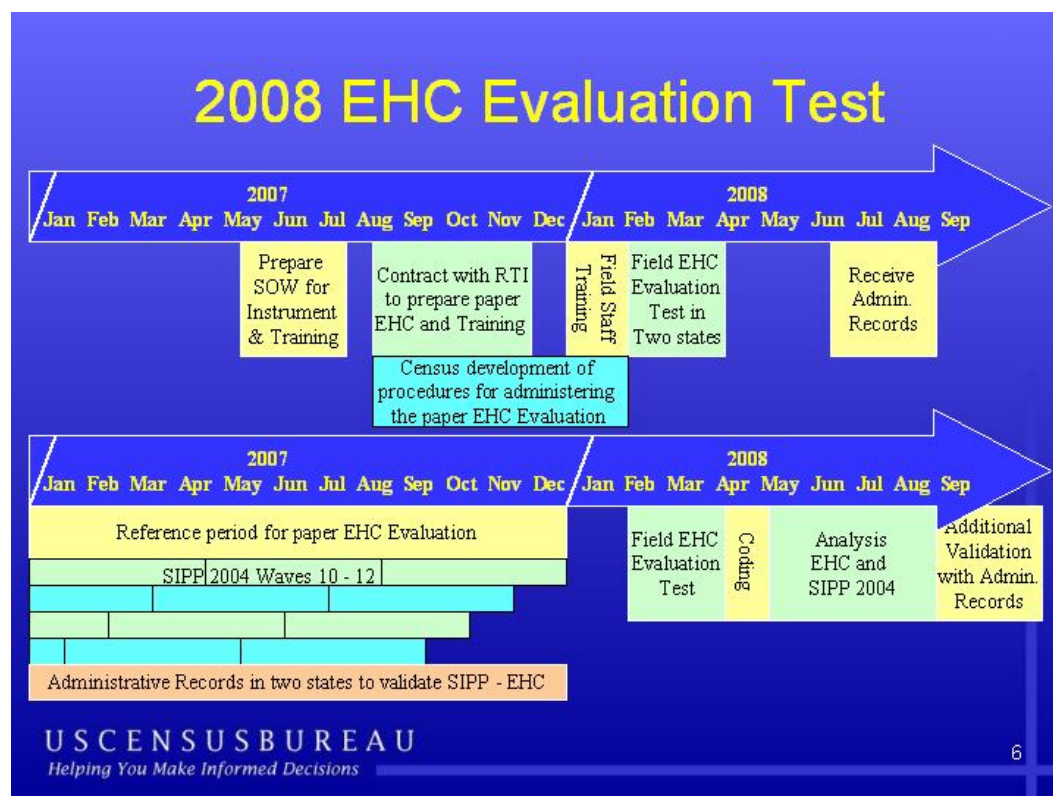 2008 EHC Evaluation Test
2007
2008
Jan Feb Mar Apr May Jun Jul Aug Sep Oct Nov Dec Jan Feb Mar Apr May Jun Jul Aug Sep
Prepare
SOW for
Instrument
& Training
Contract with RTI
to prepare paper
EHC and Training
Field Staff
Training
Field EHC
Evaluation
Test in
Two states
Receive
Admin.
Records
Census development of
procedures for administering
the paper EHC Evaluation
2007
2008
Jan Feb Mar Apr May Jun Jul Aug Sep Oct Nov Dec Jan Feb Mar Apr May Jun Jul Aug Sep
Reference period for paper EHC Evaluation
SIPP 2004 Waves 10 - 12
Administrative Records in two states to validate SIPP - EHC
Field EHC
Evaluation
Test
Coding
Analysis
EHC and
SIPP 2004
Additional
Validation
with Admin.
Records
USCENSUSBUREAU
Helping You Make Informed Decisions
6